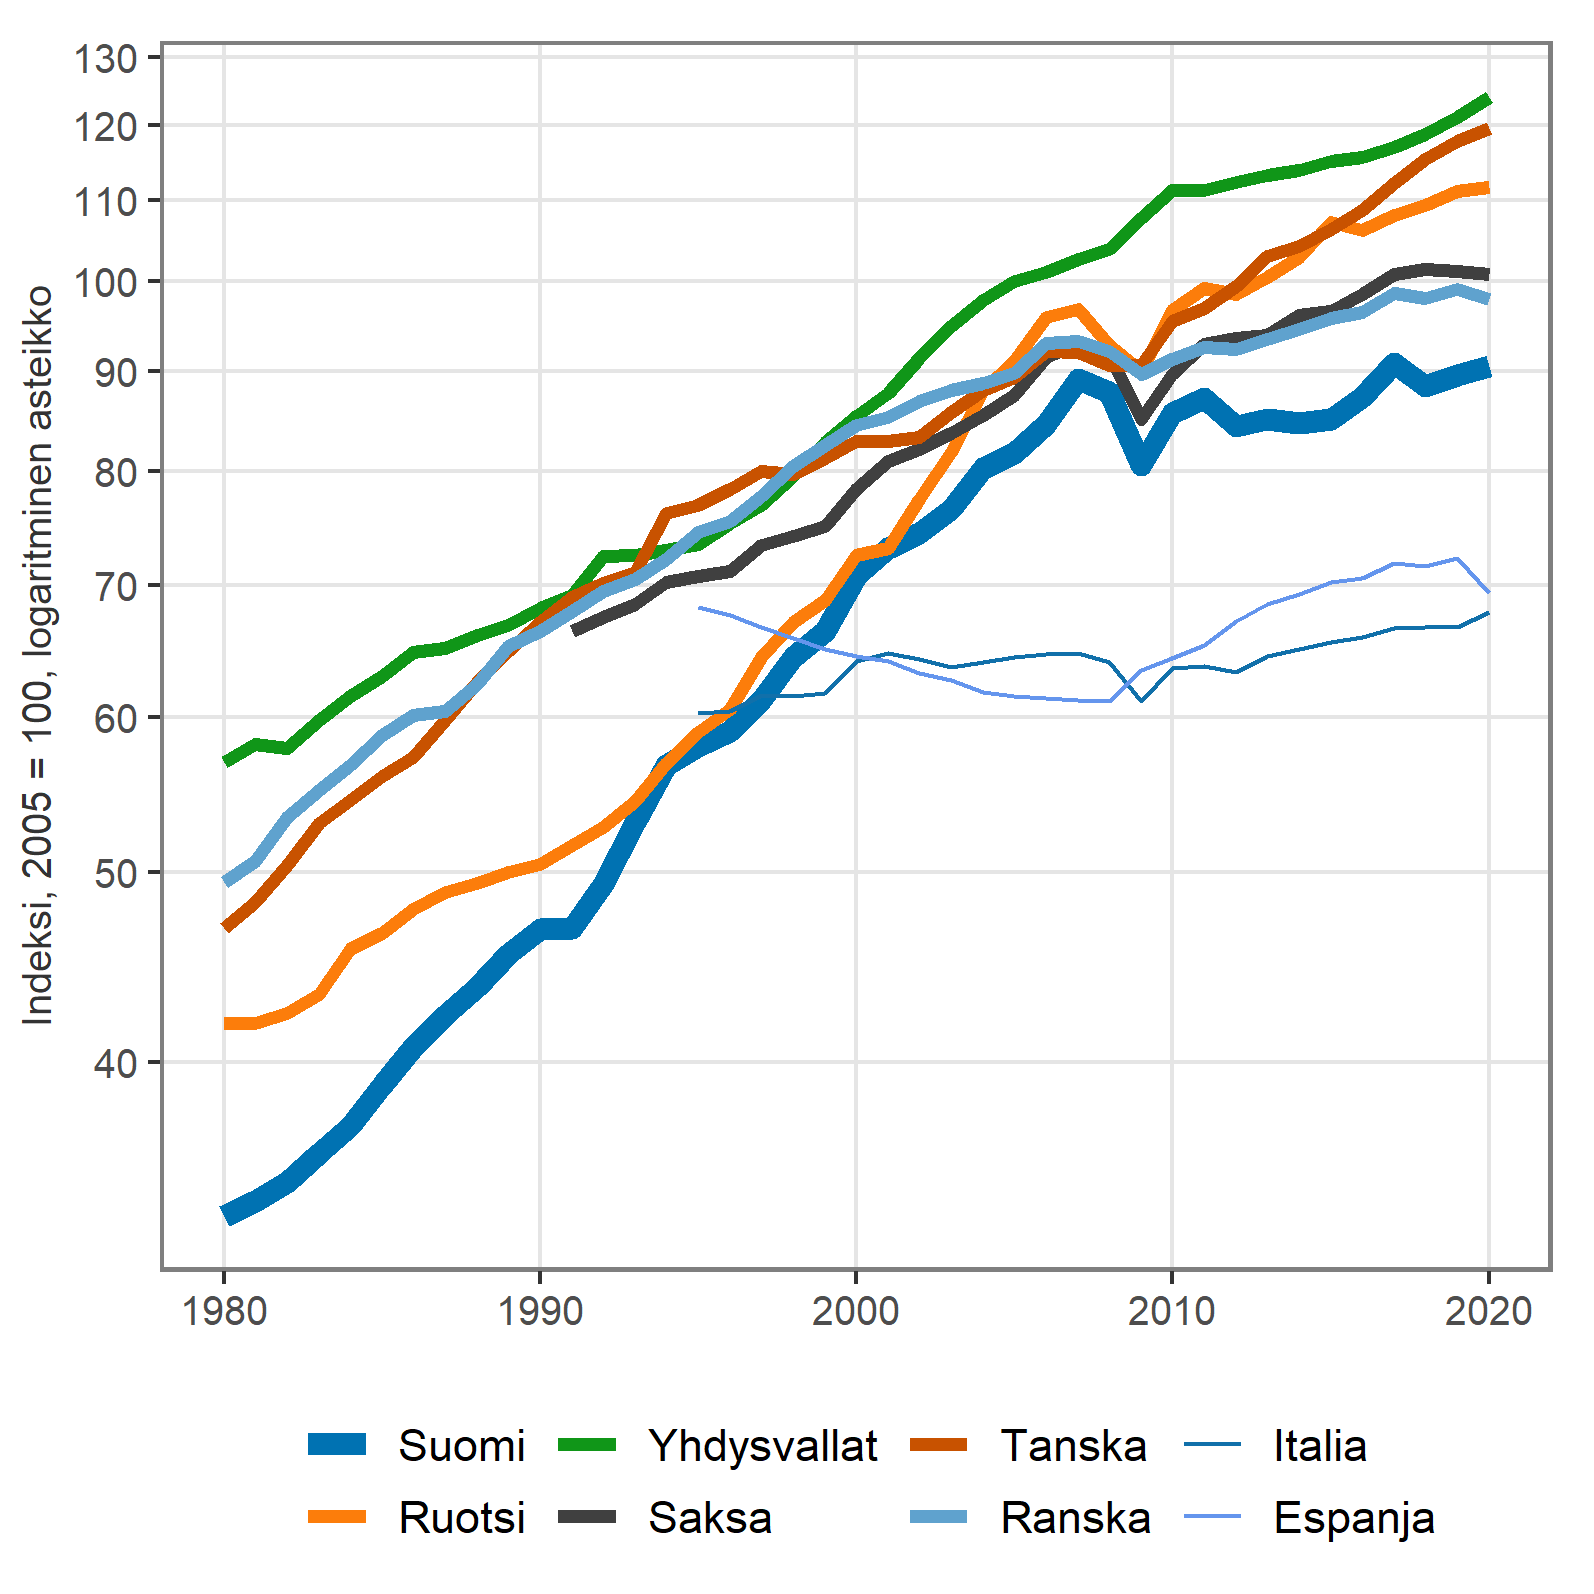 Indeksi, 2005 = 100, logaritminen asteikko
130
120
110
100
90
80
70
60
50
40
1980 1990 2000 2010 2020
Suomi Yhdysvallat Tanska Italia
Ruotsi Saksa Ranska Espanja